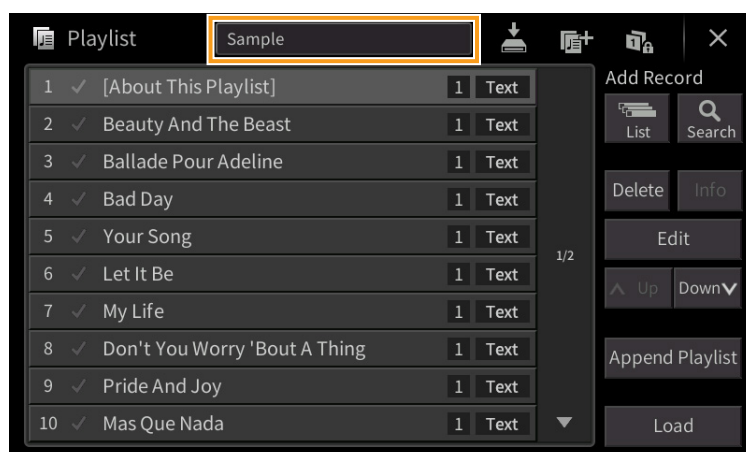 Playlist Sample
1 [About This Playlist] 1 Text
2 Beauty And The Beast 1 Text
3 Ballade Pour Adeline 1 Text
4 Bad Day 1 Text
5 Your Song 1 Text
6 Let It Be 1 Text
7 My Life 1 Text
8 Don't You Worry 'Bout A Thing 1 Text
9 Pride And Joy 1 Text
10 Mas Que Nada 1 Text
1/2
Add Record
List Search
Delete Info
Edit
Up Down
Append Playlist
Load